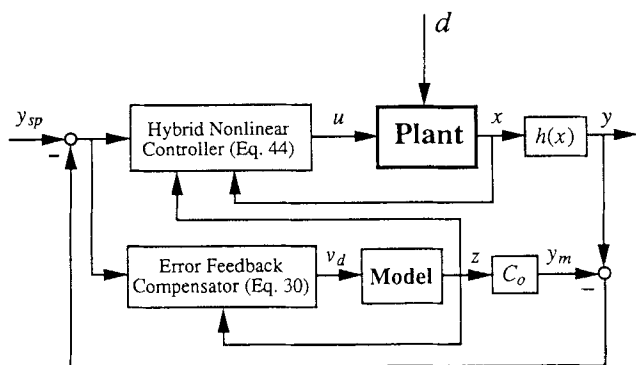 d
y_sp
Hybrid Nonlinear
Controller (Eq. 44)
u
Plant
x
h(x)
y
−
Error Feedback
Compensator (Eq. 30)
v_d
Model
z
C_o
y_m
−